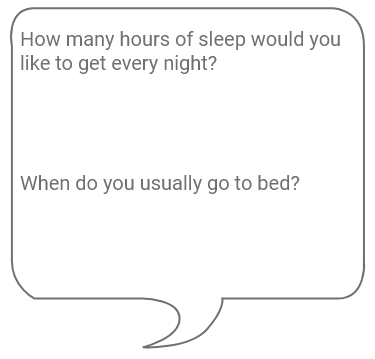 How many hours of sleep would you
like to get every night?
When do you usually go to bed?